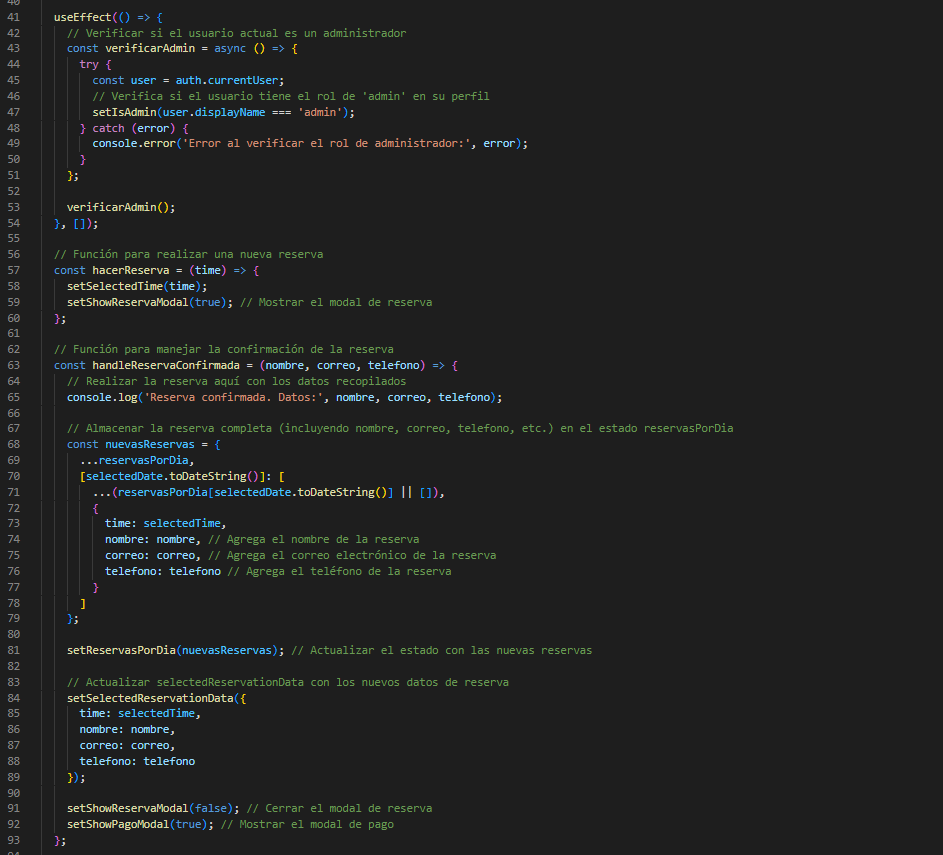 41 useEffect(() => {
42 // Verificar si el usuario actual es un administrador
43 const verificarAdmin = async () => {
44 try {
45 const user = auth.currentUser;
46 // Verifica si el usuario tiene el rol de 'admin' en su perfil
47 setIsAdmin(user.displayName === 'admin');
48 } catch (error) {
49 console.error('Error al verificar el rol de administrador:', error);
50 }
51 };
52
53 verificarAdmin();
54 }, []);
55
56 // Función para realizar una nueva reserva
57 const hacerReserva = (time) => {
58 setSelectedTime(time);
59 setShowReservaModal(true); // Mostrar el modal de reserva
60 };
61
62 // Función para manejar la confirmación de la reserva
63 const handleReservaConfirmada = (nombre, correo, telefono) => {
64 // Realizar la reserva aquí con los datos recopilados
65 console.log('Reserva confirmada. Datos:', nombre, correo, telefono);
66
67 // Almacenar la reserva completa (incluyendo nombre, correo, telefono, etc.) en el estado reservasPorDia
68 const nuevasReservas = {
69 ...reservasPorDia,
70 [selectedDate.toDateString()]: [
71 ...(reservasPorDia[selectedDate.toDateString()] || []),
72 {
73 time: selectedTime,
74 nombre: nombre, // Agrega el nombre de la reserva
75 correo: correo, // Agrega el correo electrónico de la reserva
76 telefono: telefono // Agrega el teléfono de la reserva
77 }
78 ]
79 };
80
81 setReservasPorDia(nuevasReservas); // Actualizar el estado con las nuevas reservas
82
83 // Actualizar selectedReservationData con los nuevos datos de reserva
84 setSelectedReservationData({
85 time: selectedTime,
86 nombre: nombre,
87 correo: correo,
88 telefono: telefono
89 });
90
91 setShowReservaModal(false); // Cerrar el modal de reserva
92 setShowPagoModal(true); // Mostrar el modal de pago
93 };